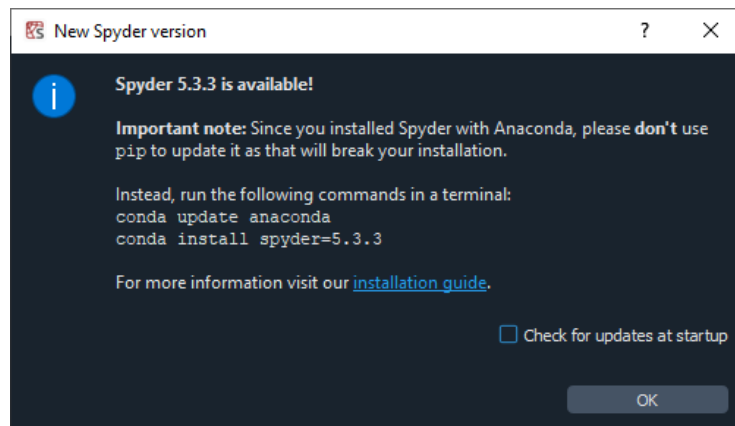 New Spyder version
Spyder 5.3.3 is available!
Important note: Since you installed Spyder with Anaconda, please don't use
pip to update it as that will break your installation.
Instead, run the following commands in a terminal:
conda update anaconda
conda install spyder=5.3.3
For more information visit our installation guide.
Check for updates at startup
OK